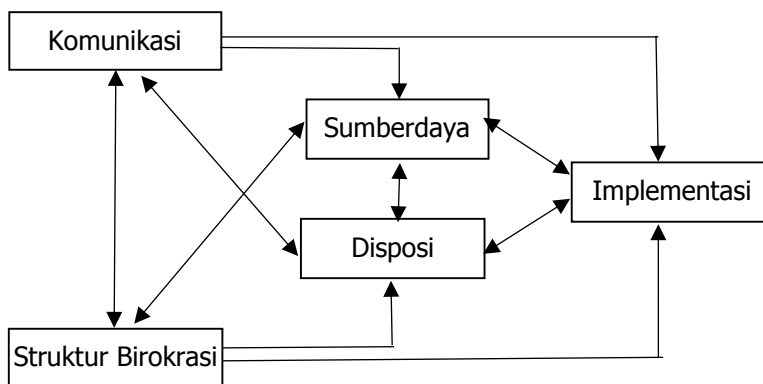 Komunikasi
Sumberdaya
Implementasi
Disposi
Struktur Birokrasi